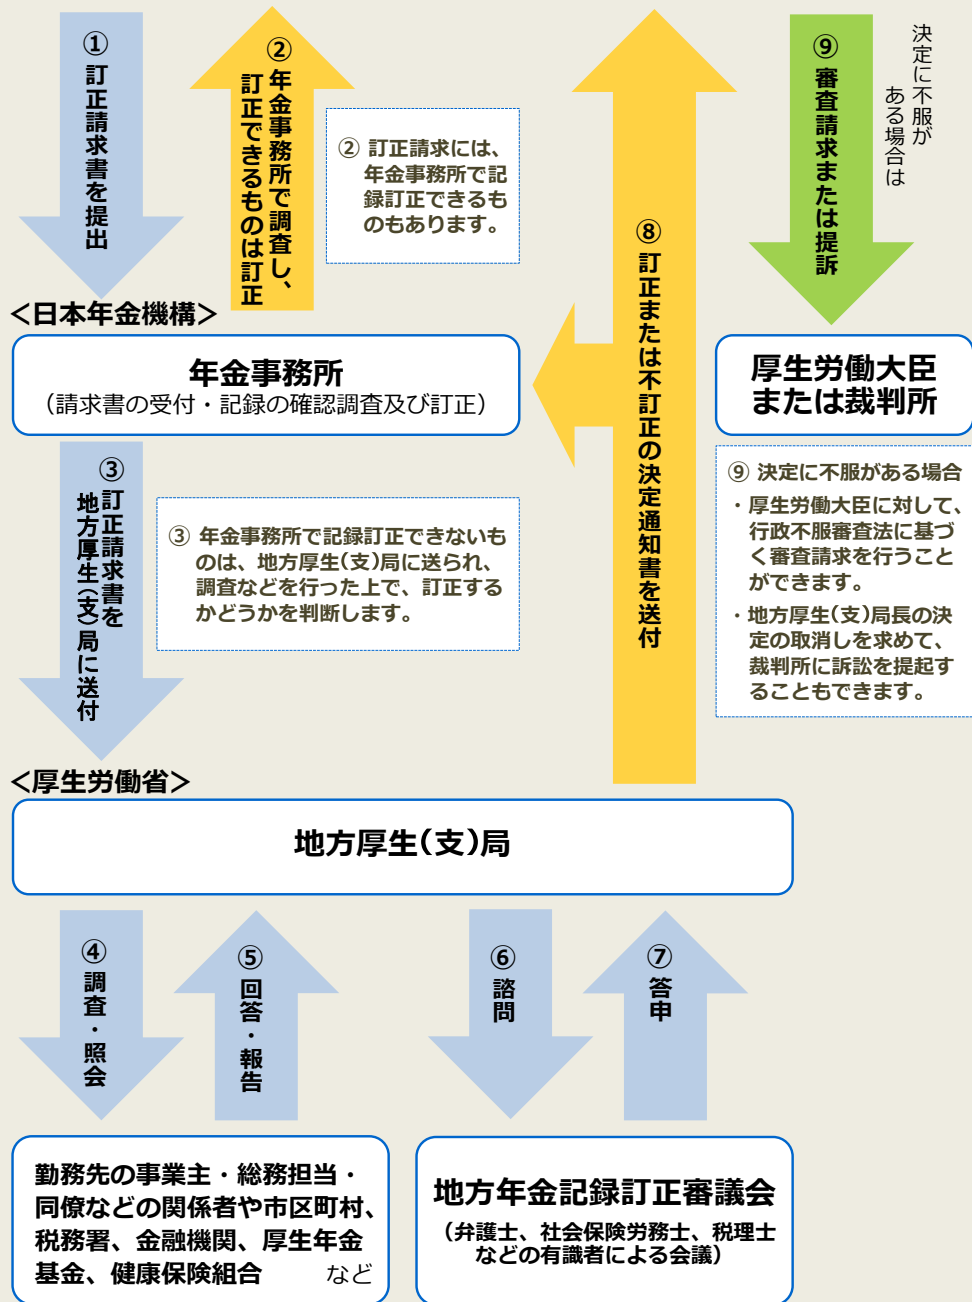 ①訂正請求書を提出
②年金事務所で調査し、
訂正できるものは訂正
② 訂正請求には、
年金事務所で記
録訂正できるも
のもあります。
⑧訂正または不訂正の決定通知書を送付
決定に不服が
ある場合は
⑨審査請求または提訴
<日本年金機構>
年金事務所
（請求書の受付・記録の確認調査及び訂正）
厚生労働大臣
または裁判所
⑨ 決定に不服がある場合
・厚生労働大臣に対して、
行政不服審査法に基づ
く審査請求を行うこと
ができます。
・地方厚生(支)局長の決
定の取消しを求めて、
裁判所に訴訟を提起す
ることもできます。
③訂正請求書を
地方厚生(支)局に送付
③ 年金事務所で記録訂正できないも
のは、地方厚生(支)局に送られ、
調査などを行った上で、訂正する
かどうかを判断します。
<厚生労働省>
地方厚生(支)局
④調査・照会
⑤回答・報告
⑥諮問
⑦答申
勤務先の事業主・総務担当・
同僚などの関係者や市区町村、
税務署、金融機関、厚生年金
基金、健康保険組合 など
地方年金記録訂正審議会
（弁護士、社会保険労務士、税理士
などの有識者による会議）